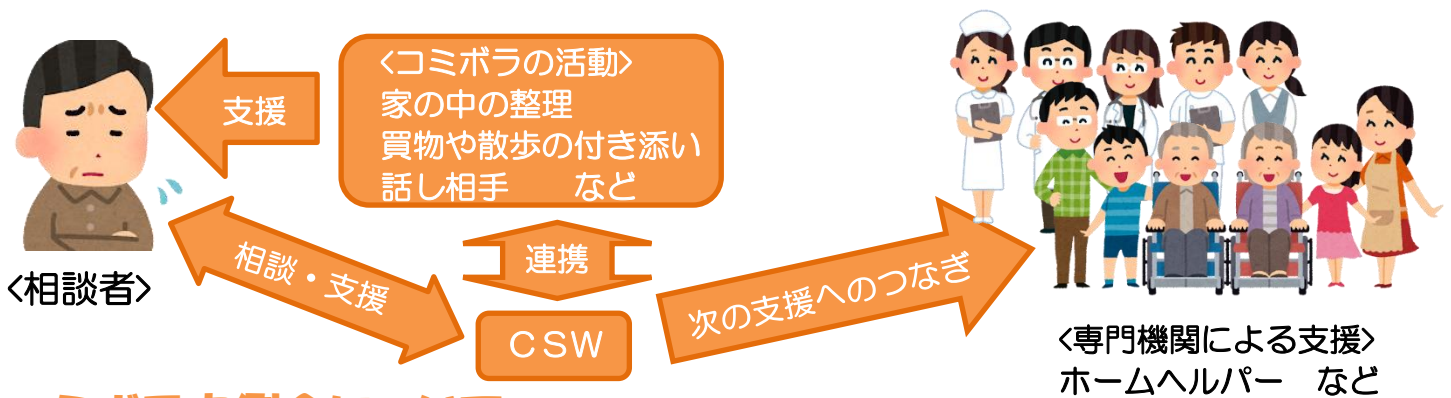 <コミボラの活動>
家の中の整理
買物や散歩の付き添い
話し相手　　など
支援
<相談者>
相談・支援
連携
ＣＳＷ
次の支援へのつなぎ
<専門機関による支援>
ホームヘルパー　など